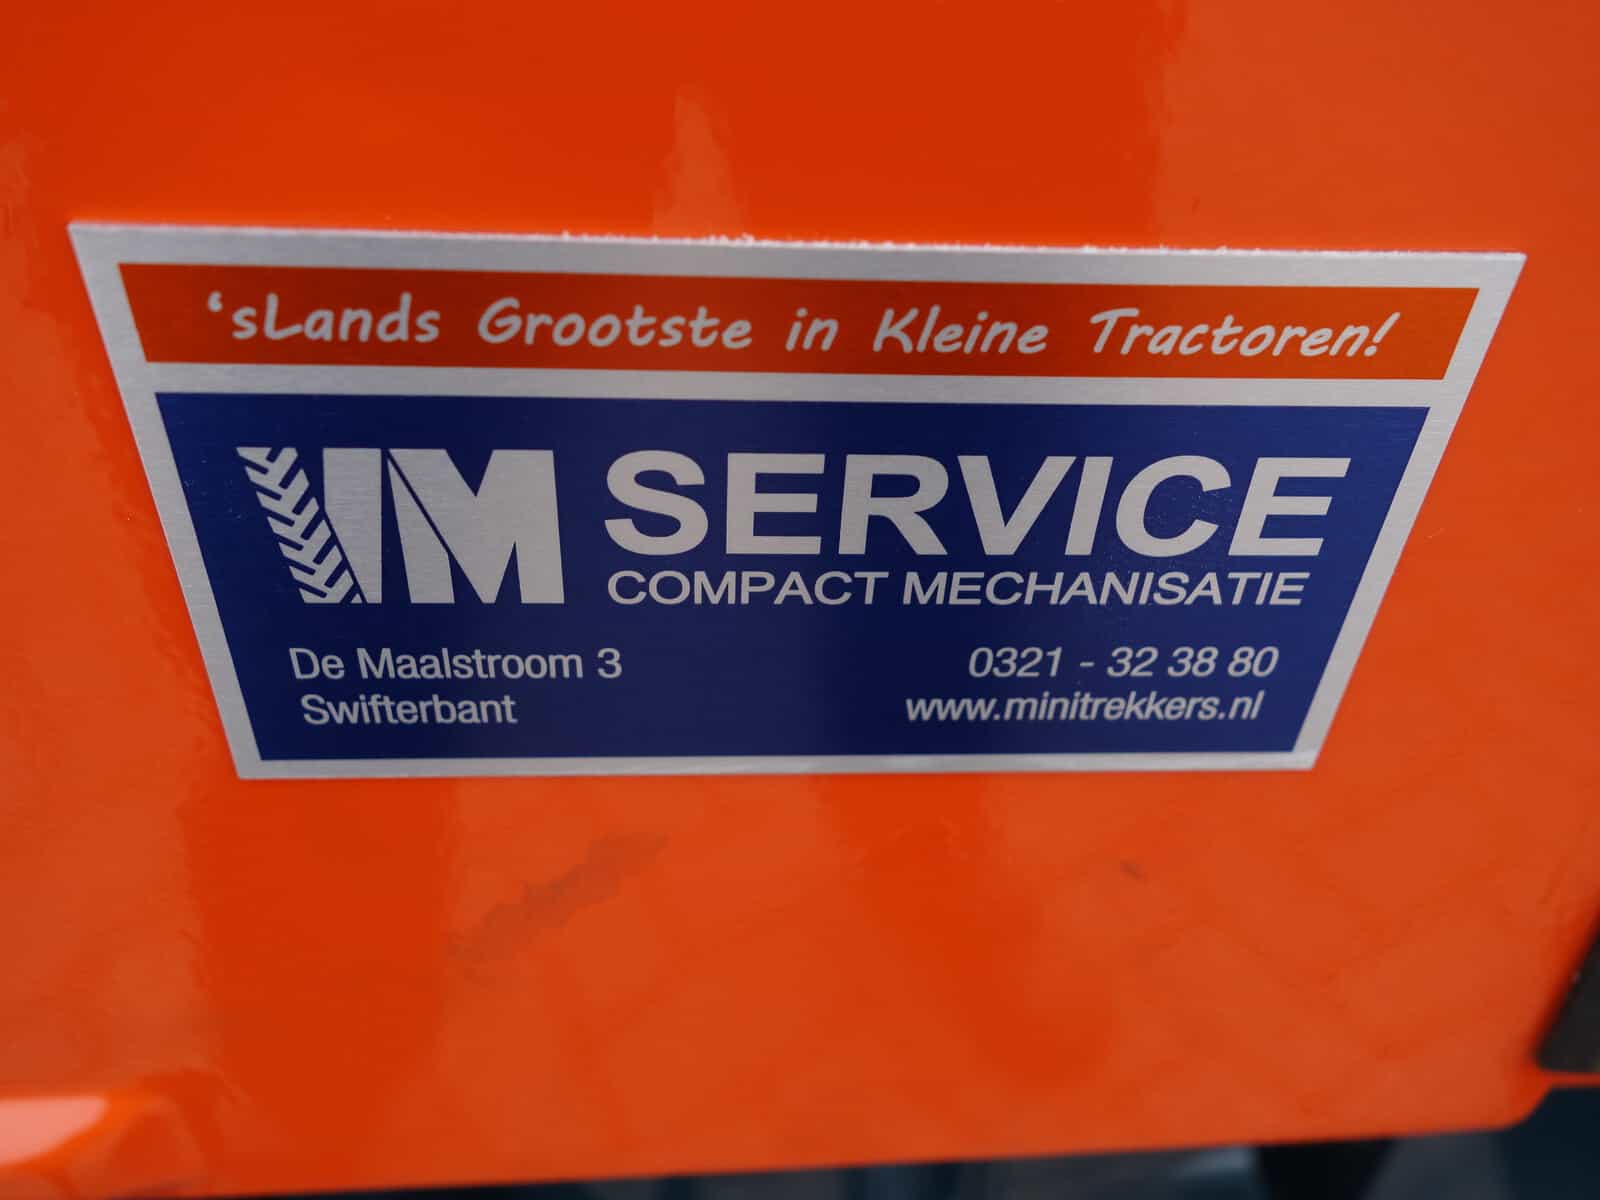 ‘sLands Grootste in Kleine Tractoren!
IM SERVICE
COMPACT MECHANISATIE
De Maalstroom 3
Swifterbant
0321 - 32 38 80
www.minitrekkers.nl